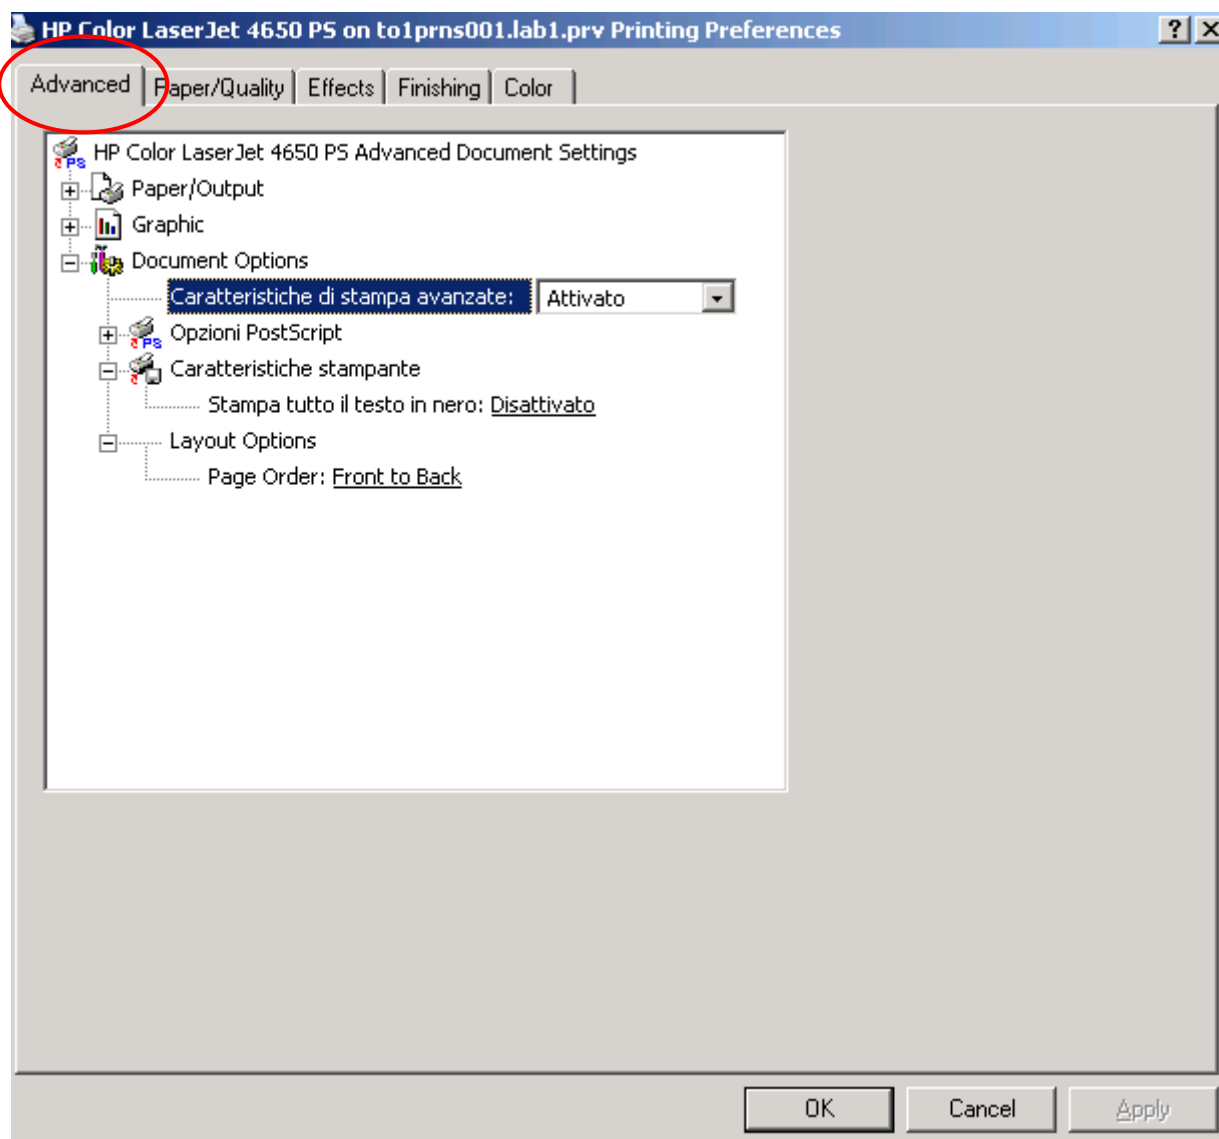 HP Color LaserJet 4650 PS on to1prns001.lab1.prv Printing Preferences
Advanced Paper/Quality Effects Finishing Color
HP Color LaserJet 4650 PS Advanced Document Settings
Paper/Output
Graphic
Document Options
Caratteristiche di stampa avanzate: Attivato
Opzioni PostScript
Caratteristiche stampante
Stampa tutto il testo in nero: Disattivato
Layout Options
Page Order: Front to Back
OK Cancel Apply